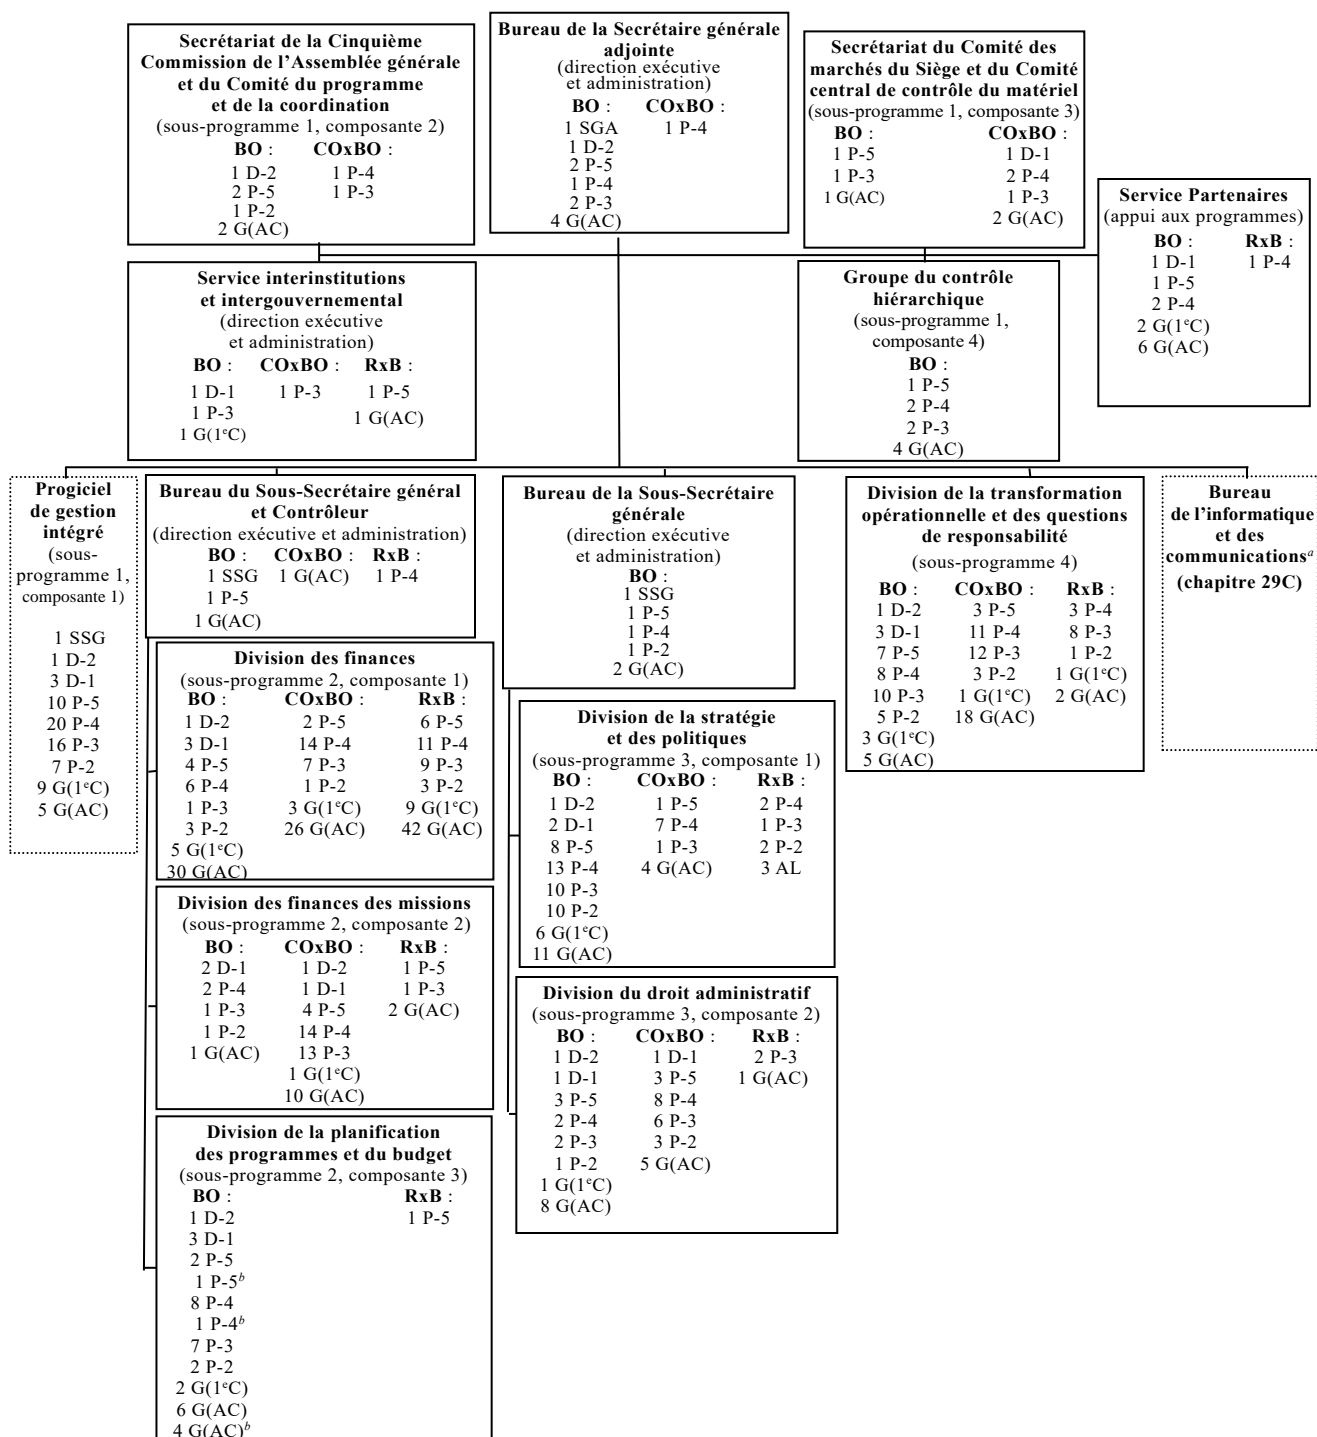 Secrétariat de la Cinquième
Commission de l'Assemblée générale
et du Comité du programme
et de la coordination
(sous-programme 1, composante 2)
BO : COxBO :
1 D-2 1 P-4
2 P-5 1 P-3
1 P-2
2 G(AC)
Bureau de la Secrétaire générale
adjointe
(direction exécutive
et administration)
BO : COxBO :
1 SGA 1 P-4
1 D-2
2 P-5
1 P-4
2 P-3
4 G(AC)
Secrétariat du Comité des
marchés du Siège et du Comité
central de contrôle du matériel
(sous-programme 1, composante 3)
BO : COxBO :
1 P-5 1 D-1
1 P-3 2 P-4
1 G(AC) 1 P-3
2 G(AC)
Service Partenaires
(appui aux programmes)
BO : RxB :
1 D-1 1 P-4
1 P-5
2 P-4
2 G(1ᵉC)
6 G(AC)
Service interinstitutions
et intergouvernemental
(direction exécutive
et administration)
BO : COxBO : RxB :
1 D-1 1 P-3 1 P-5
1 P-3 1 G(AC)
1 G(1ᵉC)
Groupe du contrôle
hiérarchique
(sous-programme 1,
composante 4)
BO :
1 P-5
2 P-4
2 P-3
4 G(AC)
Progiciel
de gestion
intégré
(sous-
programme 1,
composante 1)
1 SSG
1 D-2
3 D-1
10 P-5
20 P-4
16 P-3
7 P-2
9 G(1ᵉC)
5 G(AC)
Bureau du Sous-Secrétaire général
et Contrôleur
(direction exécutive et administration)
BO : COxBO : RxB :
1 SSG 1 G(AC) 1 P-4
1 P-5
1 G(AC)
Division des finances
(sous-programme 2, composante 1)
BO : COxBO : RxB :
1 D-2 2 P-5 6 P-5
3 D-1 14 P-4 11 P-4
4 P-5 7 P-3 9 P-3
6 P-4 1 P-2 3 P-2
1 P-3 3 G(1ᵉC) 9 G(1ᵉC)
3 P-2 26 G(AC) 42 G(AC)
5 G(1ᵉC)
30 G(AC)
Division des finances des missions
(sous-programme 2, composante 2)
BO : COxBO : RxB :
2 D-1 1 D-2 1 P-5
2 P-4 1 D-1 1 P-3
1 P-3 4 P-5 2 G(AC)
1 P-2 14 P-4
1 G(AC) 13 P-3
1 G(1ᵉC)
10 G(AC)
Division de la planification
des programmes et du budget
(sous-programme 2, composante 3)
BO : RxB :
1 D-2 1 P-5
3 D-1
2 P-5
1 P-5ᵇ
8 P-4
1 P-4ᵇ
7 P-3
2 P-2
2 G(1ᵉC)
6 G(AC)
4 G(AC)ᵇ
Bureau de la Sous-Secrétaire
générale
(direction exécutive
et administration)
BO :
1 SSG
1 P-5
1 P-4
1 P-2
2 G(AC)
Division de la stratégie
et des politiques
(sous-programme 3, composante 1)
BO : COxBO : RxB :
1 D-2 1 P-5 2 P-4
2 D-1 7 P-4 1 P-3
8 P-5 1 P-3 2 P-2
13 P-4 4 G(AC) 3 AL
10 P-3
10 P-2
6 G(1ᵉC)
11 G(AC)
Division du droit administratif
(sous-programme 3, composante 2)
BO : COxBO : RxB :
1 D-2 1 D-1 2 P-3
1 D-1 3 P-5 1 G(AC)
3 P-5 8 P-4
2 P-4 6 P-3
2 P-3 3 P-2
1 P-2 5 G(AC)
1 G(1ᵉC)
8 G(AC)
Division de la transformation
opérationnelle et des questions
de responsabilité
(sous-programme 4)
BO : COxBO : RxB :
1 D-2 3 P-5 3 P-4
3 D-1 11 P-4 8 P-3
7 P-5 12 P-3 1 P-2
8 P-4 3 P-2 1 G(1ᵉC)
10 P-3 1 G(1ᵉC) 2 G(AC)
5 P-2 18 G(AC)
3 G(1ᵉC)
5 G(AC)
Bureau
de l'informatique
et des
communicationsᵃ
(chapitre 29C)